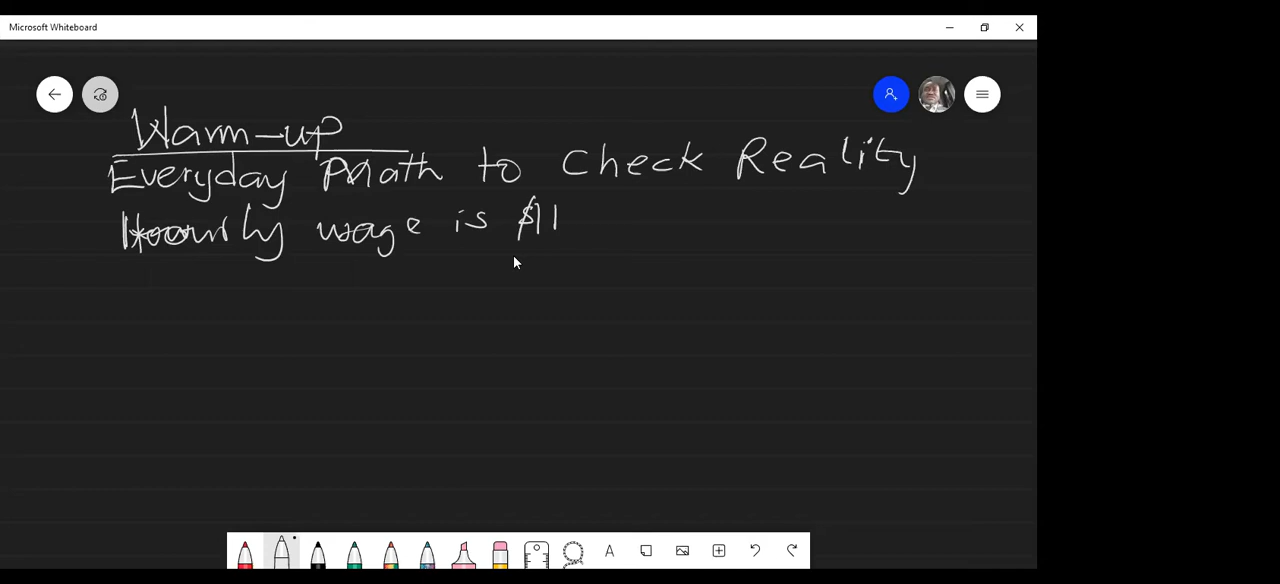 Microsoft Whiteboard
Warm-up
Everyday Math to Check Reality
Hourly wage is $11
A